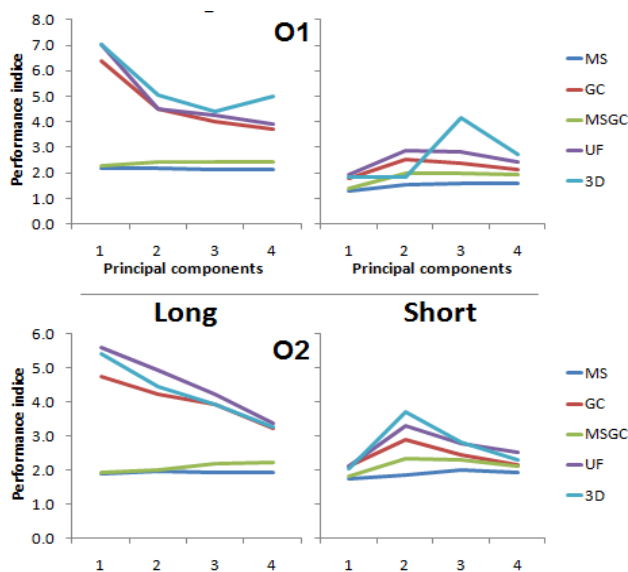 O1
8.0
7.0
6.0
5.0
4.0
3.0
2.0
1.0
0.0
Performance indice
1 2 3 4
Principal components
1 2 3 4
Principal components
MS
GC
MSGC
UF
3D
Long
Short
O2
6.0
5.0
4.0
3.0
2.0
1.0
0.0
Performance indice
1 2 3 4
1 2 3 4
MS
GC
MSGC
UF
3D